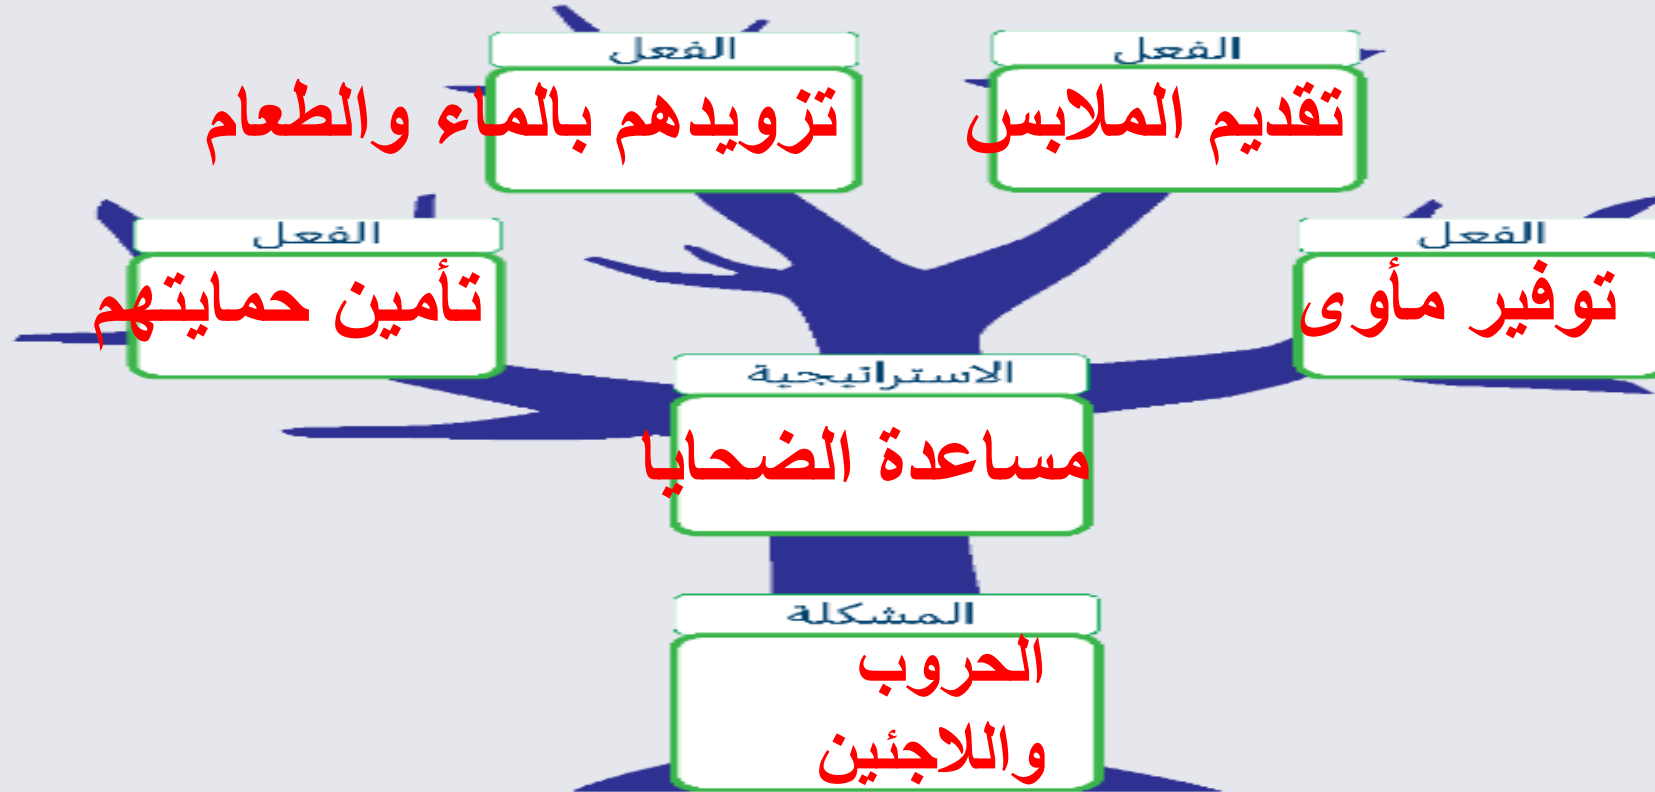 الفعل
تقديم الملابس
الفعل
تزويدهم بالماء والطعام
الفعل
توفير مأوى
الفعل
تأمين حمايتهم
الاستراتيجية
مساعدة الضحايا
المشكلة
الحروب
واللاجئين